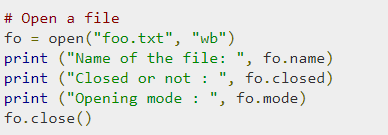 # Open a file
fo = open("foo.txt", "wb")
print ("Name of the file: ", fo.name)
print ("Closed or not : ", fo.closed)
print ("Opening mode : ", fo.mode)
fo.close()